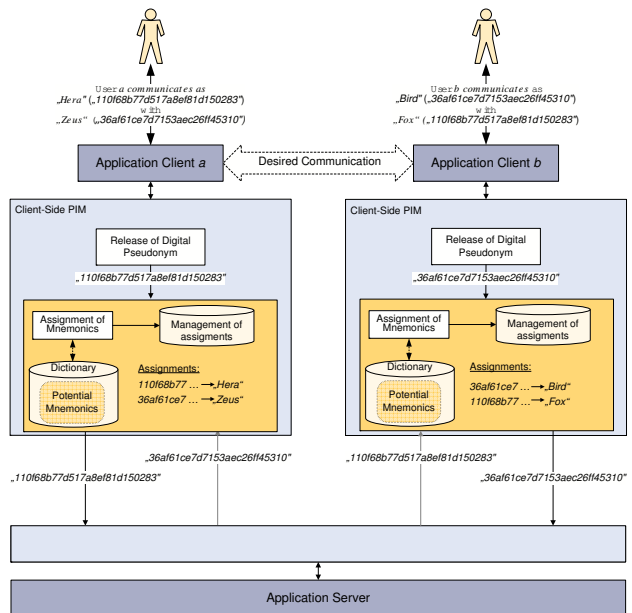 User a communicates as
„Hera" („110f68b77d517a8ef81d150283")
with
„Zeus“ („36af61ce7d7153aec26ff45310")
User b communicates as
„Bird" („36af61ce7d7153aec26ff45310")
with
„Fox“ („110f68b77d517a8ef81d150283")
Application Client a
Desired Communication
Application Client b
Client-Side PIM
Release of Digital
Pseudonym
„110f68b77d517a8ef81d150283"
Assignment of
Mnemonics
Management of
assigments
Dictionary
Potential
Mnemonics
Assignments:
110f68b77 ... „Hera“
36af61ce7 ... „Zeus“
Client-Side PIM
Release of Digital
Pseudonym
„36af61ce7d7153aec26ff45310"
Assignment of
Mnemonics
Management of
assigments
Dictionary
Potential
Mnemonics
Assignments:
36af61ce7 ... „Bird“
110f68b77 ... „Fox“
„110f68b77d517a8ef81d150283"
„36af61ce7d7153aec26ff45310"
„110f68b77d517a8ef81d150283"
„36af61ce7d7153aec26ff45310"
Application Server